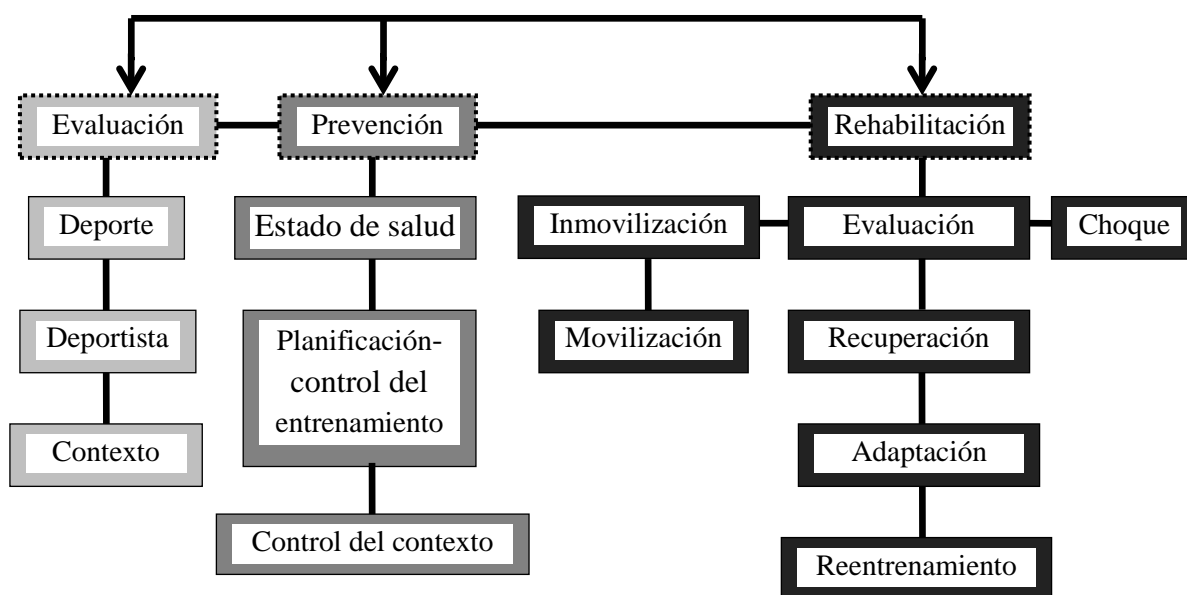 Evaluación
Prevención
Rehabilitación
Deporte
Estado de salud
Inmovilización
Evaluación
Choque
Deportista
Planificación-
control del
entrenamiento
Movilización
Recuperación
Contexto
Adaptación
Control del contexto
Reentrenamiento